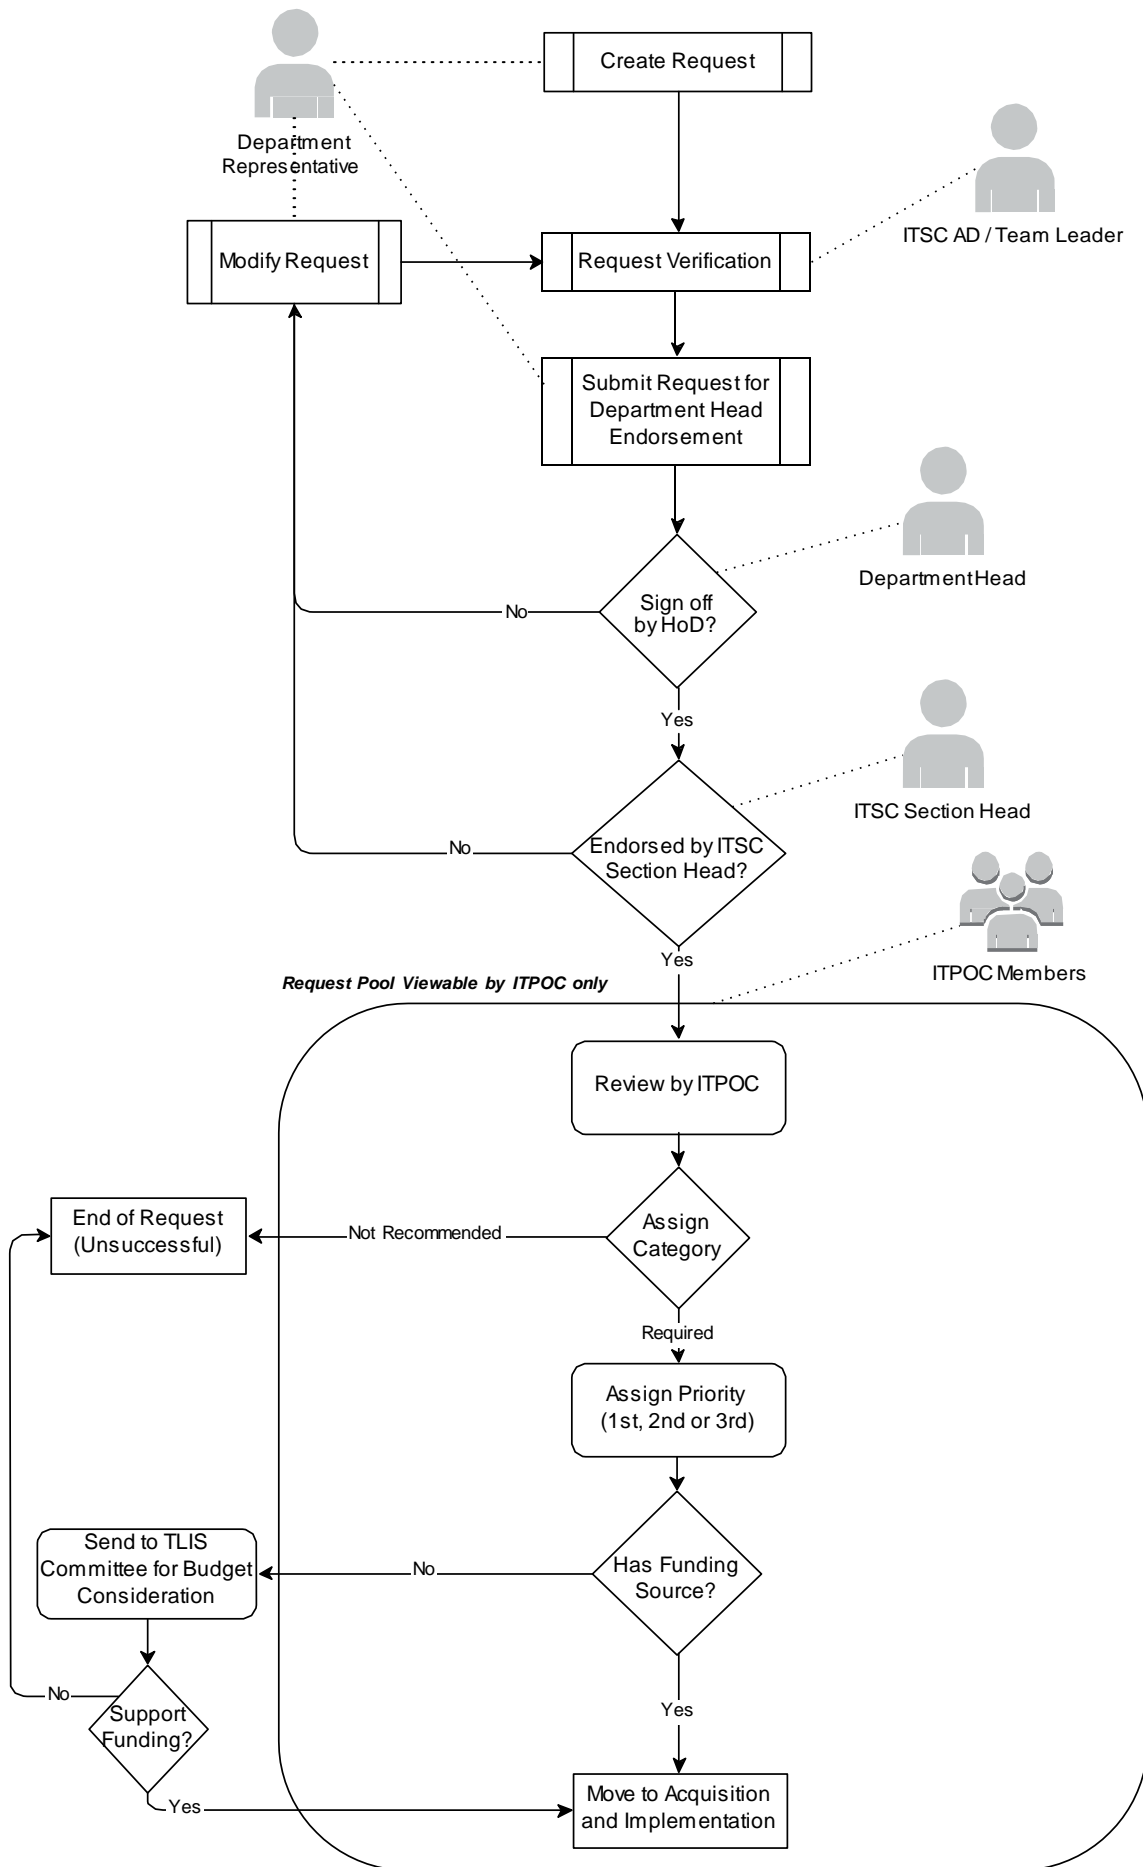 Create Request
Department
Representative
ITSC AD / Team Leader
Modify Request
Request Verification
Submit Request for
Department Head
Endorsement
Department Head
Sign off
by HoD?
No
Yes
ITSC Section Head
Endorsed by ITSC
Section Head?
No
Yes
ITPOC Members
Request Pool Viewable by ITPOC only
Review by ITPOC
Assign
Category
Not Recommended
End of Request
(Unsuccessful)
Required
Assign Priority
(1st, 2nd or 3rd)
Has Funding
Source?
No
Send to TLIS
Committee for Budget
Consideration
Support
Funding?
No
Yes
Yes
Move to Acquisition
and Implementation